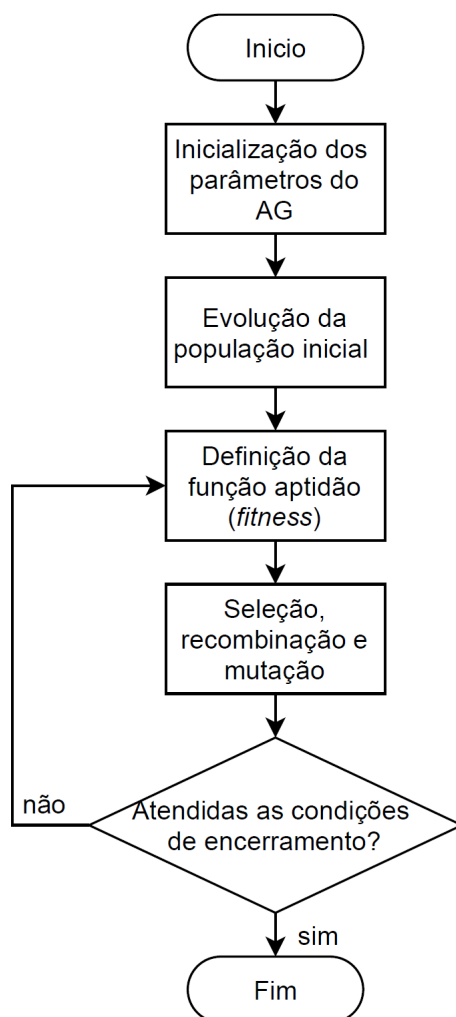 Inicio
Inicialização dos
parâmetros do
AG
Evolução da
população inicial
Definição da
função aptidão
(fitness)
Seleção,
recombinação e
mutação
Atendidas as condições
de encerramento?
não
sim
Fim